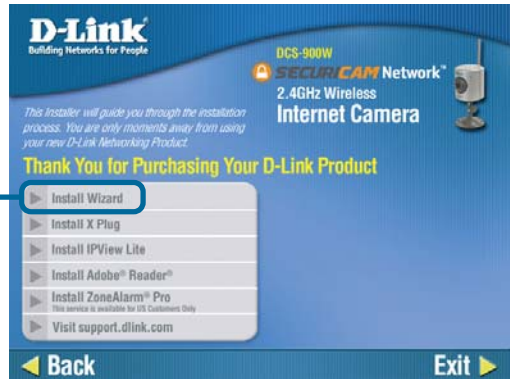 D-Link
Building Networks for People
DCS-900W
SECURICAM Network™
2.4GHz Wireless
Internet Camera
This Installer will guide you through the installation
process. You are only moments away from using
your new D-Link Networking Product.
Thank You for Purchasing Your D-Link Product
Install Wizard
Install X Plug
Install IPView Lite
Install Adobe® Reader®
Install ZoneAlarm® Pro
This service is available for US Customers Only
Visit support.dlink.com
Back
Exit